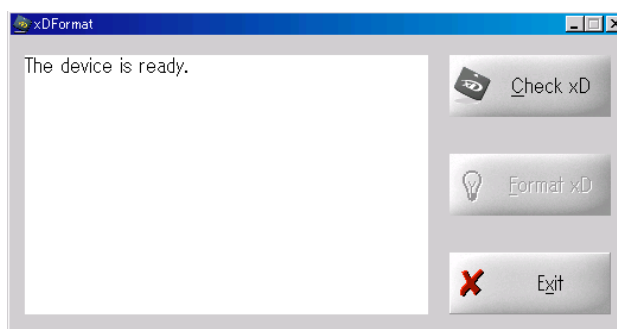 xDFormat
The device is ready.
Check xD
Format xD
Exit